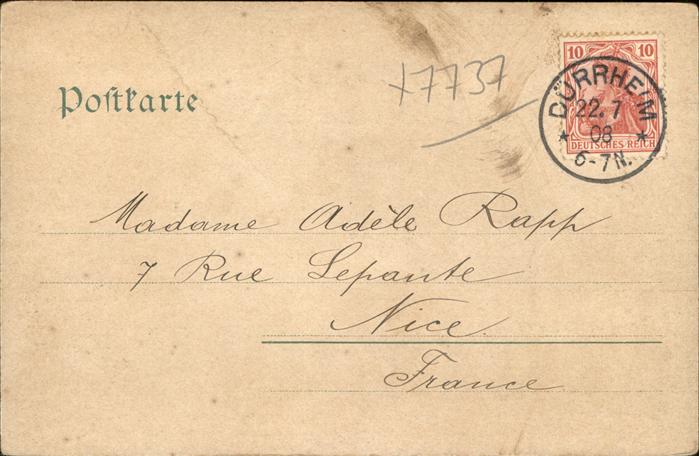 Postkarte
+7737
10 10
DEUTSCHES REICH
DÜRRHEIM
22.7
08
6-7N.
Madame Adèle Rapp
7 Rue Lepante
Nice.
France.